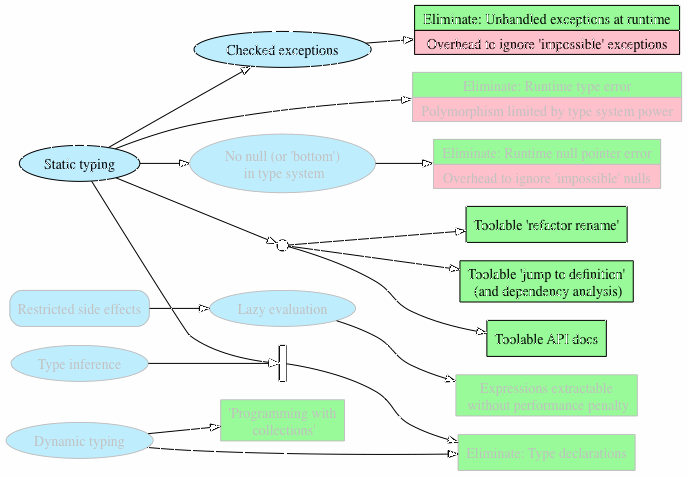 Eliminate: Unhandled exceptions at runtime
Checked exceptions
Overhead to ignore 'impossible' exceptions
Eliminate: Runtime type error
Polymorphism limited by type system power
Static typing
No null (or 'bottom')
in type system
Eliminate: Runtime null pointer error
Overhead to ignore 'impossible' nulls
Toolable 'refactor rename'
Toolable 'jump to definition'
(and dependency analysis)
Restricted side effects
Lazy evaluation
Toolable API docs
Type inference
Expressions extractable
without performance penalty
'Programming with
collections'
Dynamic typing
Eliminate: Type declarations